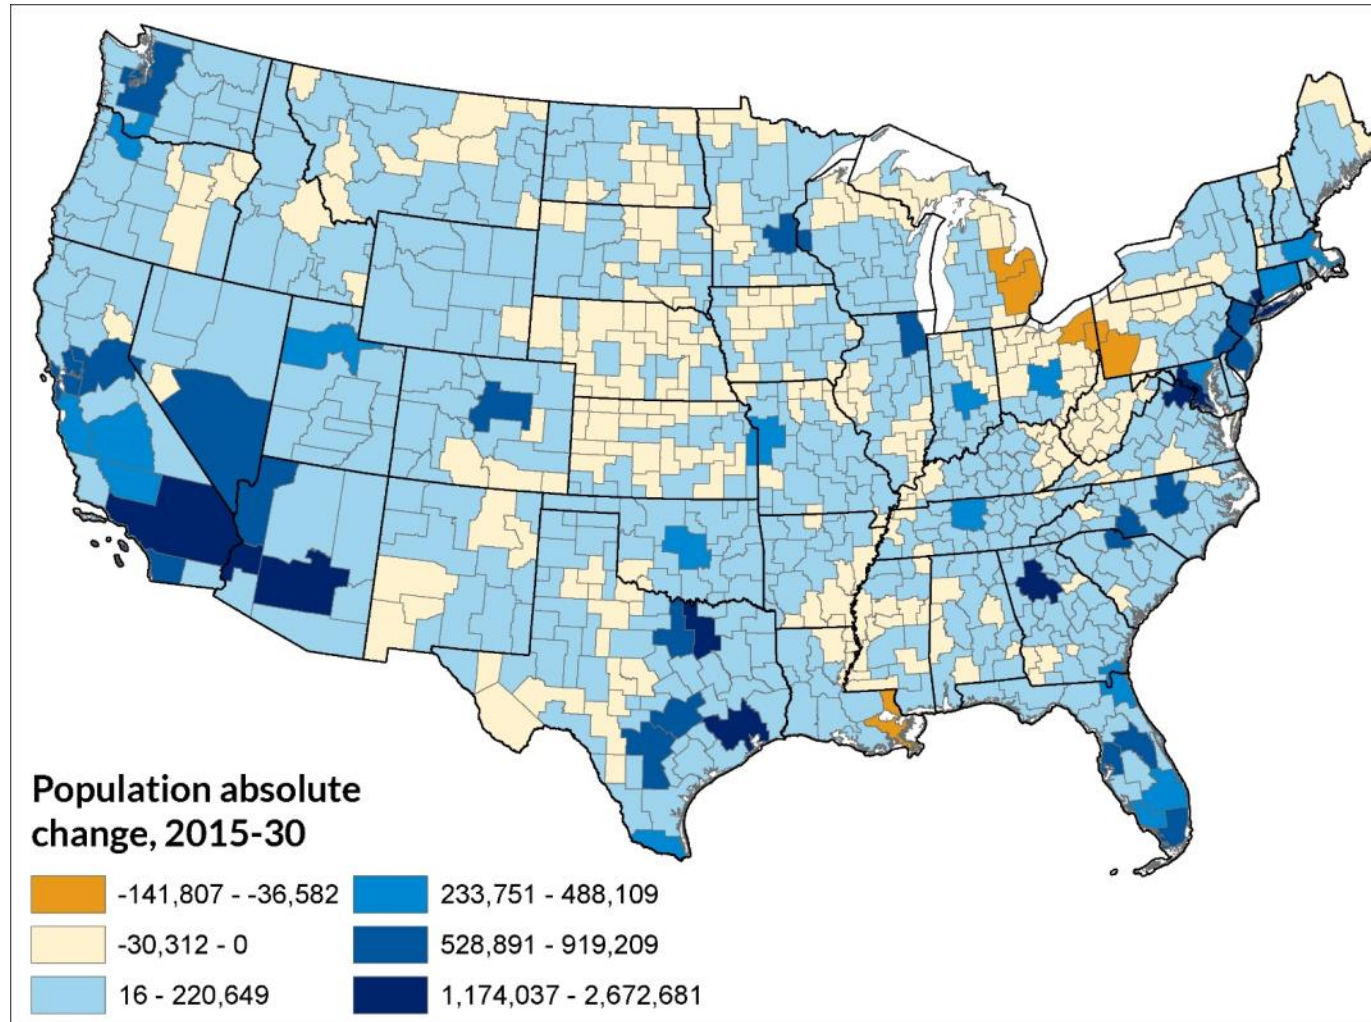 Population absolute
change, 2015-30
-141,807 - -36,582
233,751 - 488,109
-30,312 - 0
528,891 - 919,209
16 - 220,649
1,174,037 - 2,672,681